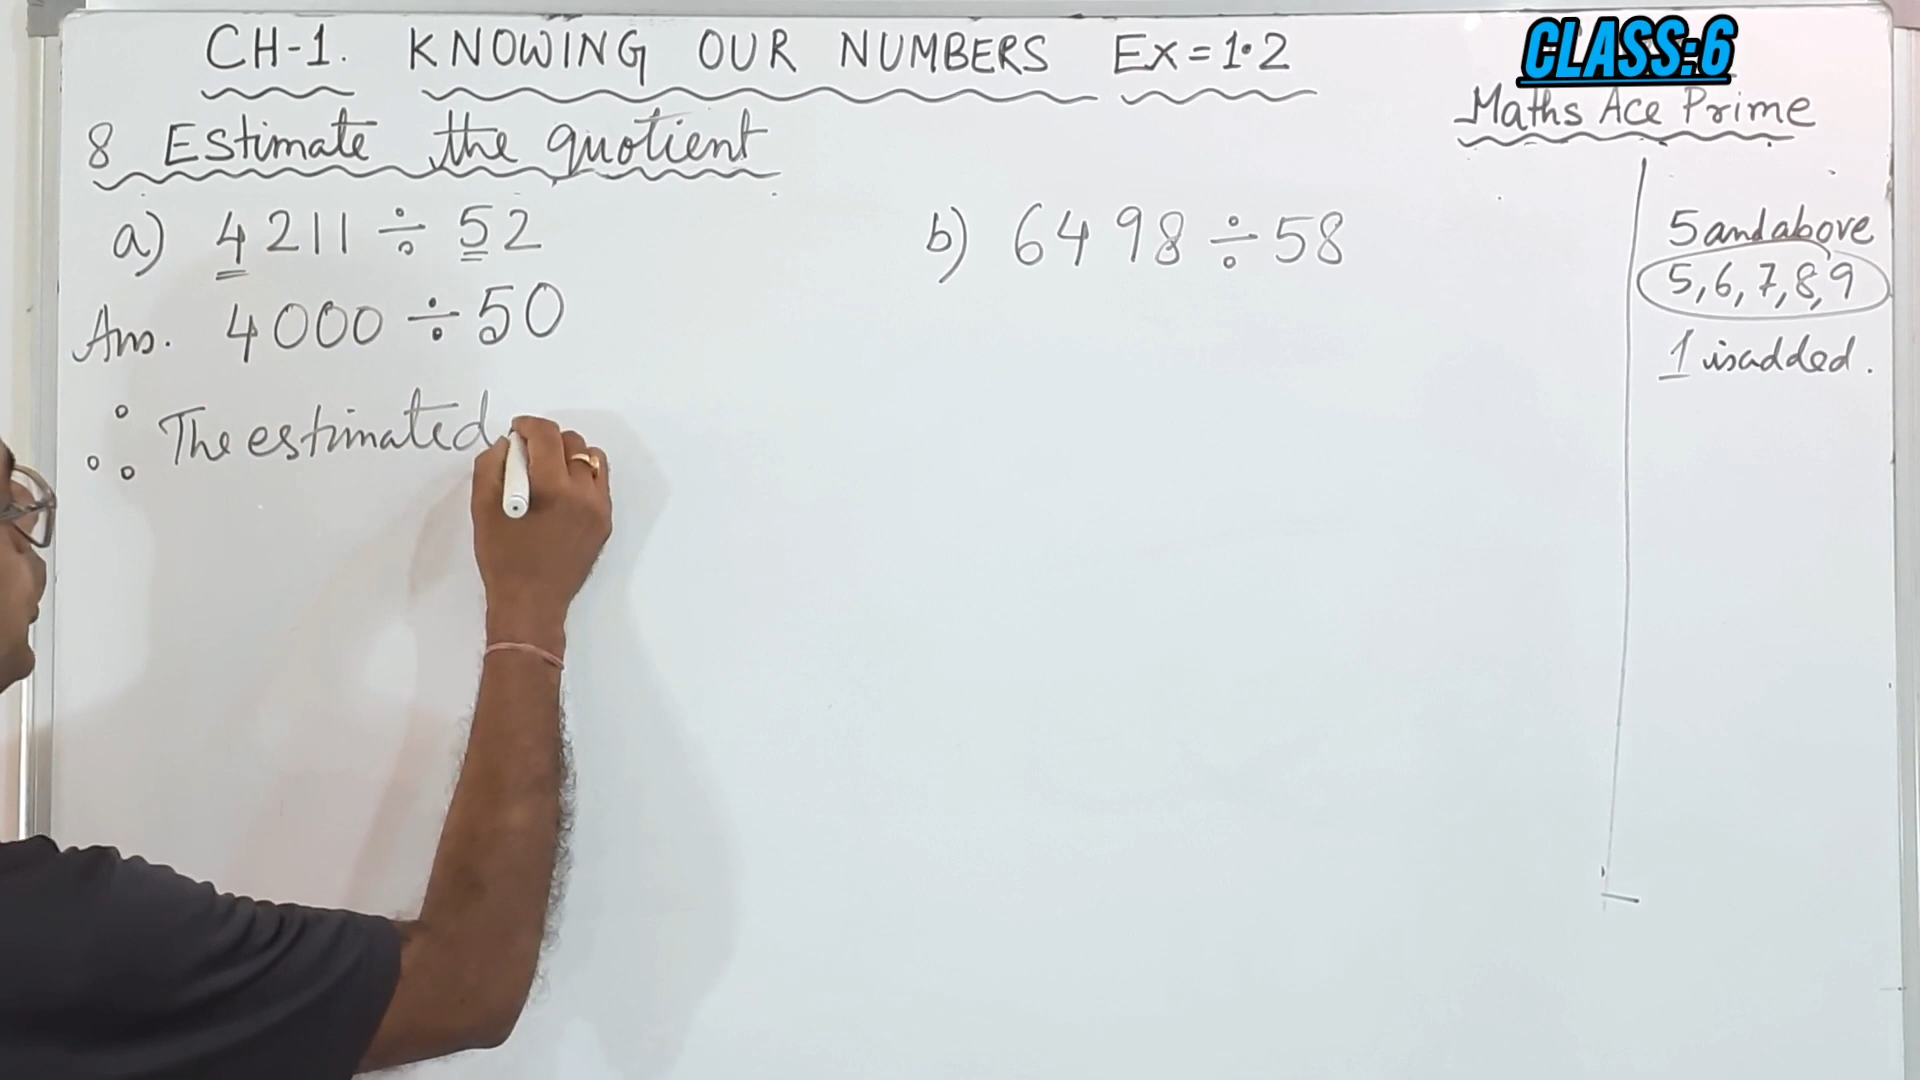 CH-1. KNOWING OUR NUMBERS Ex=1.2
CLASS:6
Maths Ace Prime
8 Estimate the quotient
a) 4211 ÷ 52
b) 6498 ÷ 58
Ans. 4000 ÷ 50
∴ The estimated
5 and above
5,6,7,8,9
1 is added.